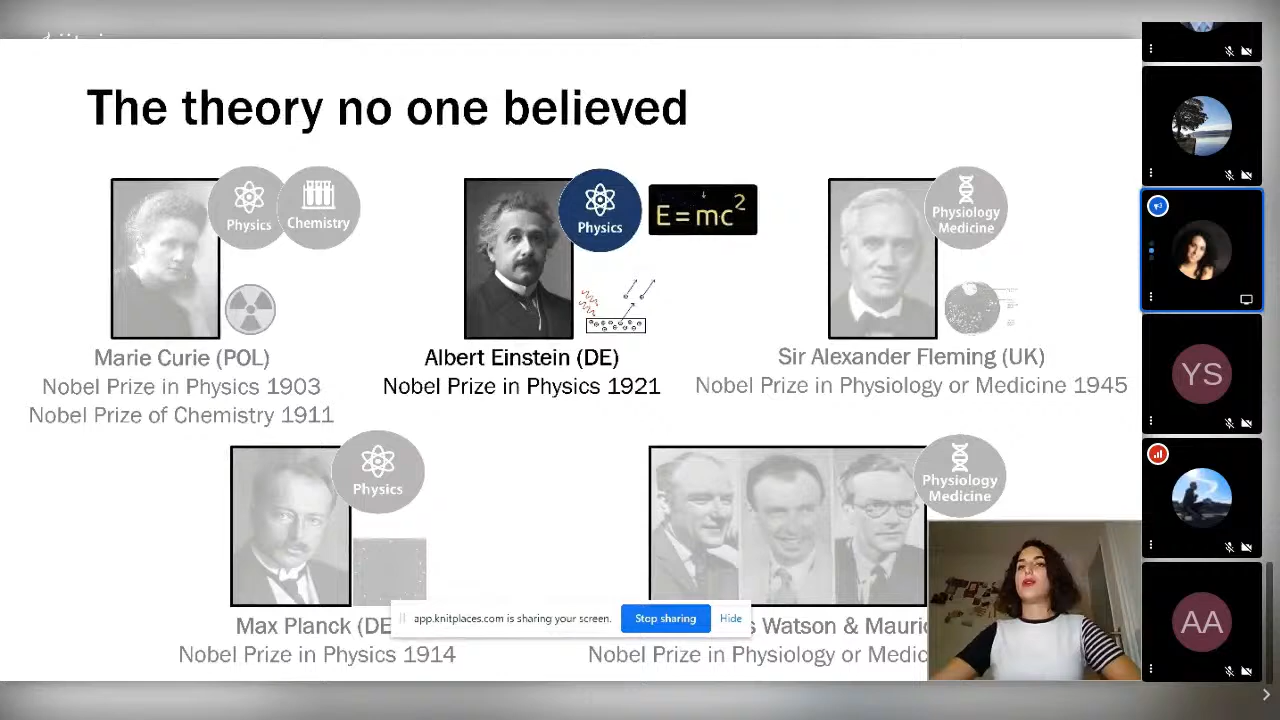 The theory no one believed
Physics
Chemistry
Physics
E=mc²
Physiology
Medicine
Marie Curie (POL)
Nobel Prize in Physics 1903
Nobel Prize of Chemistry 1911
Albert Einstein (DE)
Nobel Prize in Physics 1921
Sir Alexander Fleming (UK)
Nobel Prize in Physiology or Medicine 1945
Physics
Physiology
Medicine
Max Planck (DE
Nobel Prize in Physics 1914
Watson & Mauri
Nobel Prize in Physiology or Medic
app.knitplaces.com is sharing your screen.
Stop sharing
Hide
YS
AA